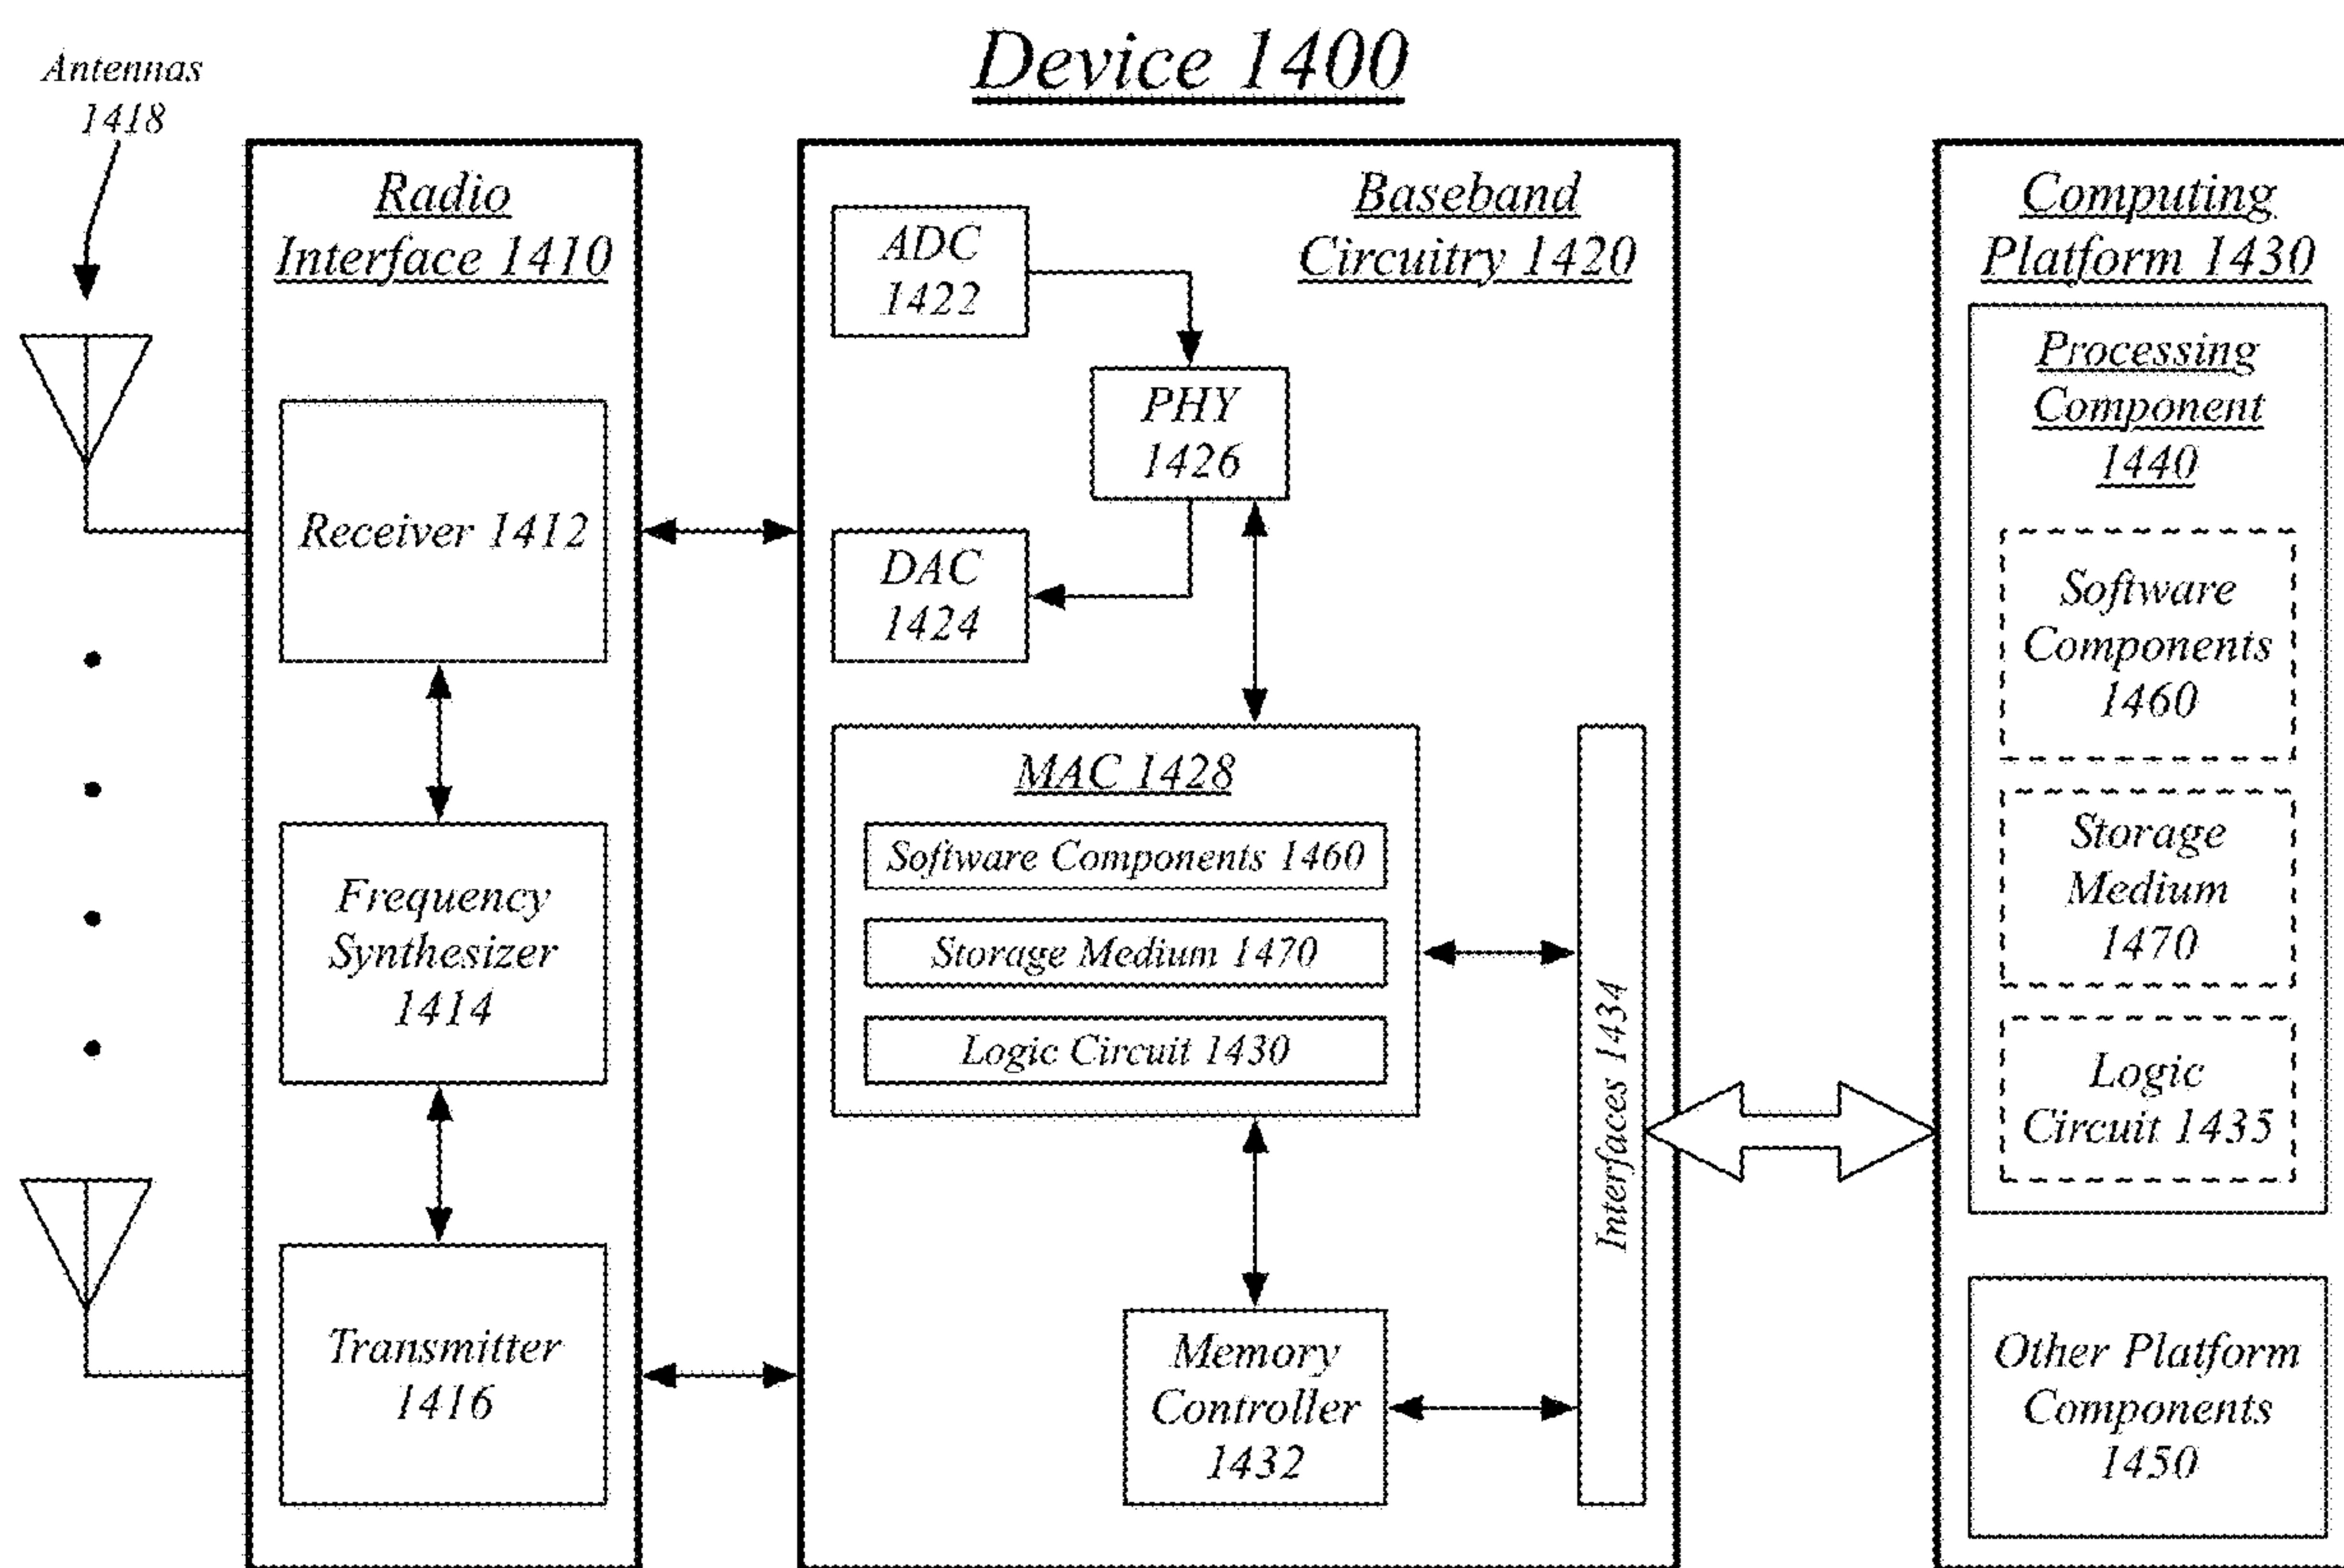 Device 1400
Antennas
1418
Radio
Interface 1410
Receiver 1412
Frequency
Synthesizer
1414
Transmitter
1416
Baseband
Circuitry 1420
ADC
1422
PHY
1426
DAC
1424
MAC 1428
Software Components 1460
Storage Medium 1470
Logic Circuit 1430
Memory
Controller
1432
Interfaces 1434
Computing
Platform 1430
Processing
Component
1440
Software
Components
1460
Storage
Medium
1470
Logic
Circuit 1435
Other Platform
Components
1450